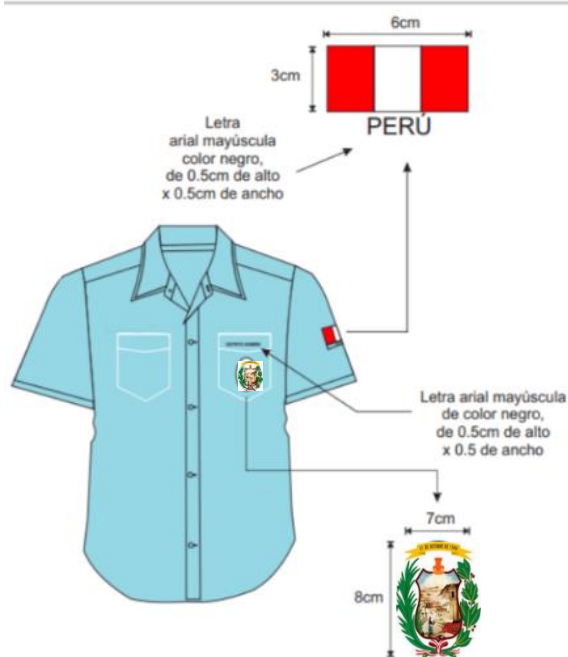 6cm
3cm
PERÚ
Letra
arial mayúscula
color negro,
de 0.5cm de alto
x 0.5cm de ancho
Letra arial mayúscula
de color negro,
de 0.5cm de alto
x 0.5 de ancho
7cm
8cm